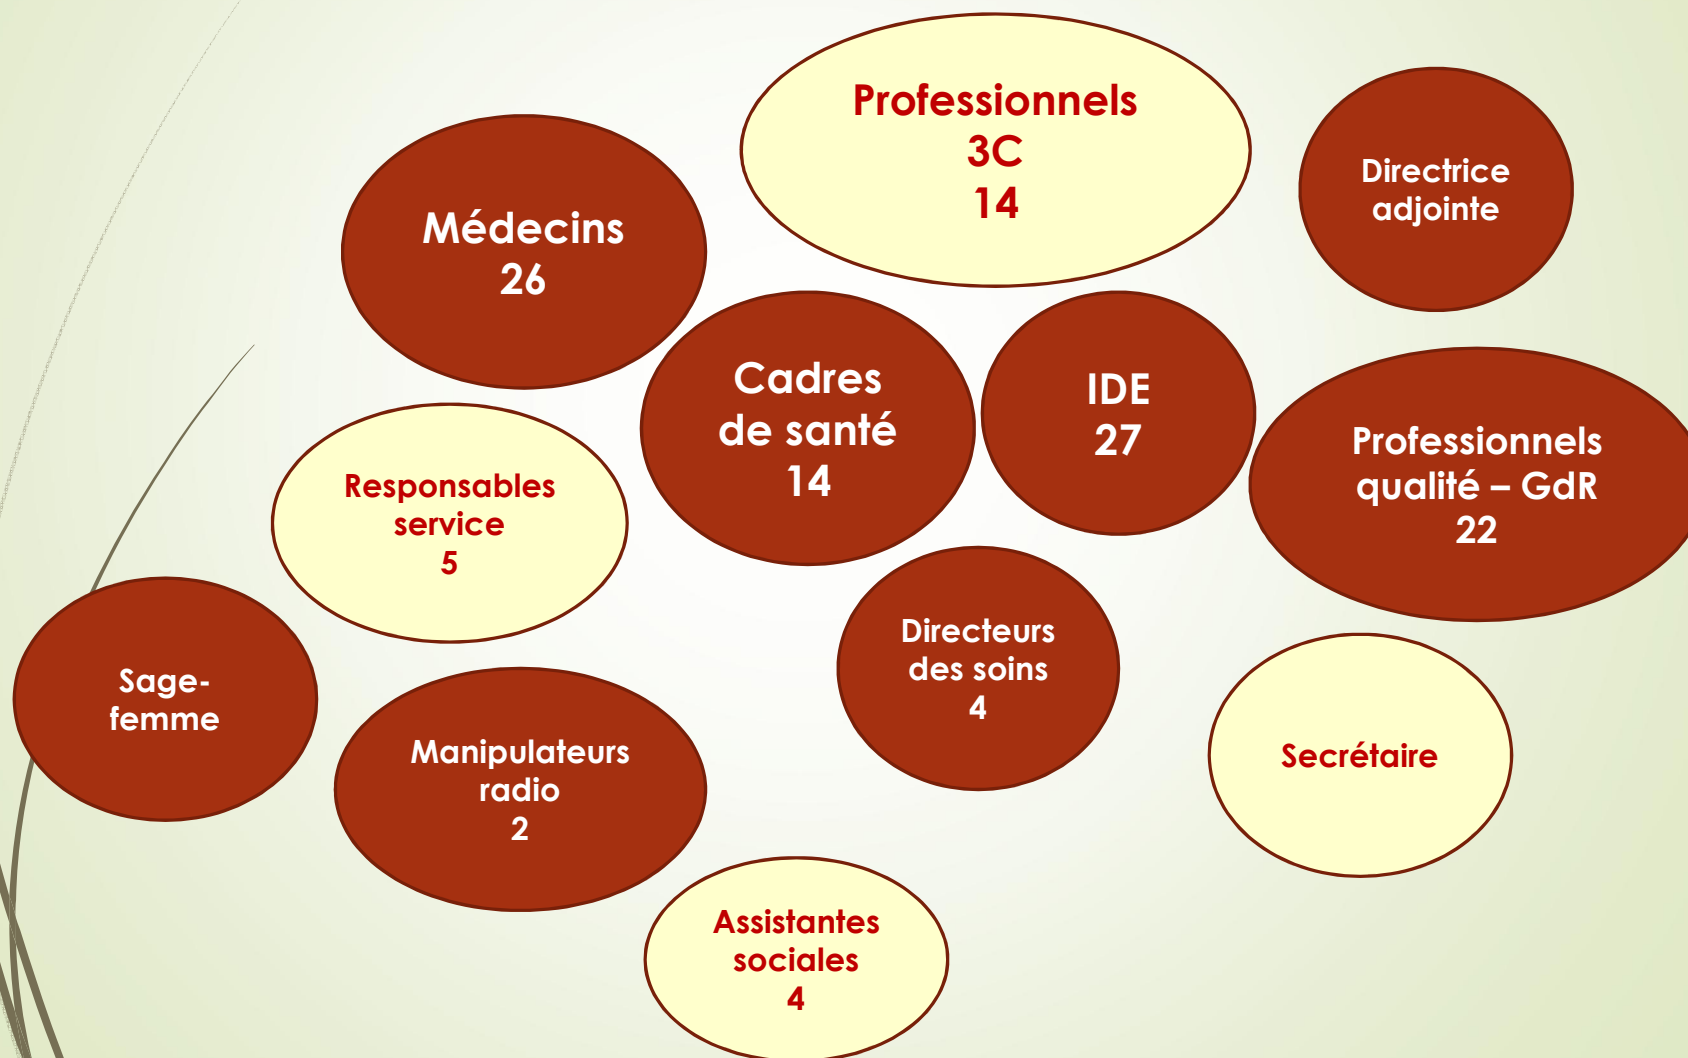 Professionnels
3C
14
Directrice
adjointe
Médecins
26
Cadres
de santé
14
IDE
27
Professionnels
qualité – GdR
22
Responsables
service
5
Directeurs
des soins
4
Sage-
femme
Manipulateurs
radio
2
Secrétaire
Assistantes
sociales
4